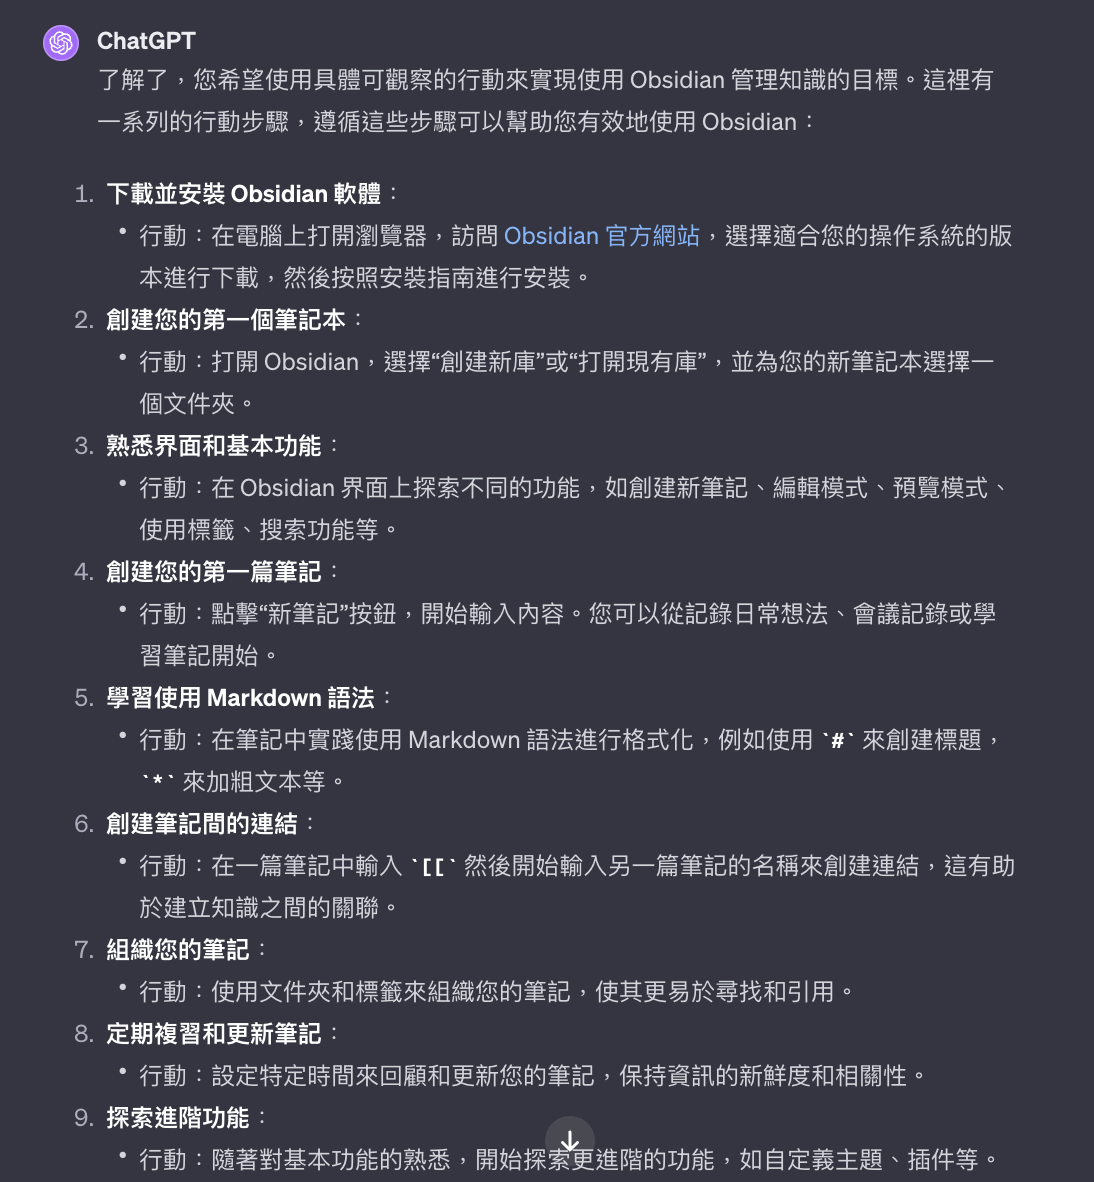 ChatGPT
了解了，您希望使用具體可觀察的行動來實現使用 Obsidian 管理知識的目標。這裡有
一系列的行動步驟，遵循這些步驟可以幫助您有效地使用 Obsidian：
1. 下載並安裝 Obsidian 軟體：
• 行動：在電腦上打開瀏覽器，訪問 Obsidian 官方網站，選擇適合您的操作系統的版
本進行下載，然後按照安裝指南進行安裝。
2. 創建您的第一個筆記本：
• 行動：打開 Obsidian，選擇“創建新庫”或“打開現有庫”，並為您的新筆記本選擇一
個文件夾。
3. 熟悉界面和基本功能：
• 行動：在 Obsidian 界面上探索不同的功能，如創建新筆記、編輯模式、預覽模式、
使用標籤、搜索功能等。
4. 創建您的第一篇筆記：
• 行動：點擊“新筆記”按鈕，開始輸入內容。您可以從記錄日常想法、會議記錄或學
習筆記開始。
5. 學習使用 Markdown 語法：
• 行動：在筆記中實踐使用 Markdown 語法進行格式化，例如使用 `#` 來創建標題，
`*` 來加粗文本等。
6. 創建筆記間的連結：
• 行動：在一篇筆記中輸入 `[[` 然後開始輸入另一篇筆記的名稱來創建連結，這有助
於建立知識之間的關聯。
7. 組織您的筆記：
• 行動：使用文件夾和標籤來組織您的筆記，使其更易於尋找和引用。
8. 定期複習和更新筆記：
• 行動：設定特定時間來回顧和更新您的筆記，保持資訊的新鮮度和相關性。
9. 探索進階功能：
• 行動：隨著對基本功能的熟悉，開始探索更進階的功能，如自定義主題、插件等。